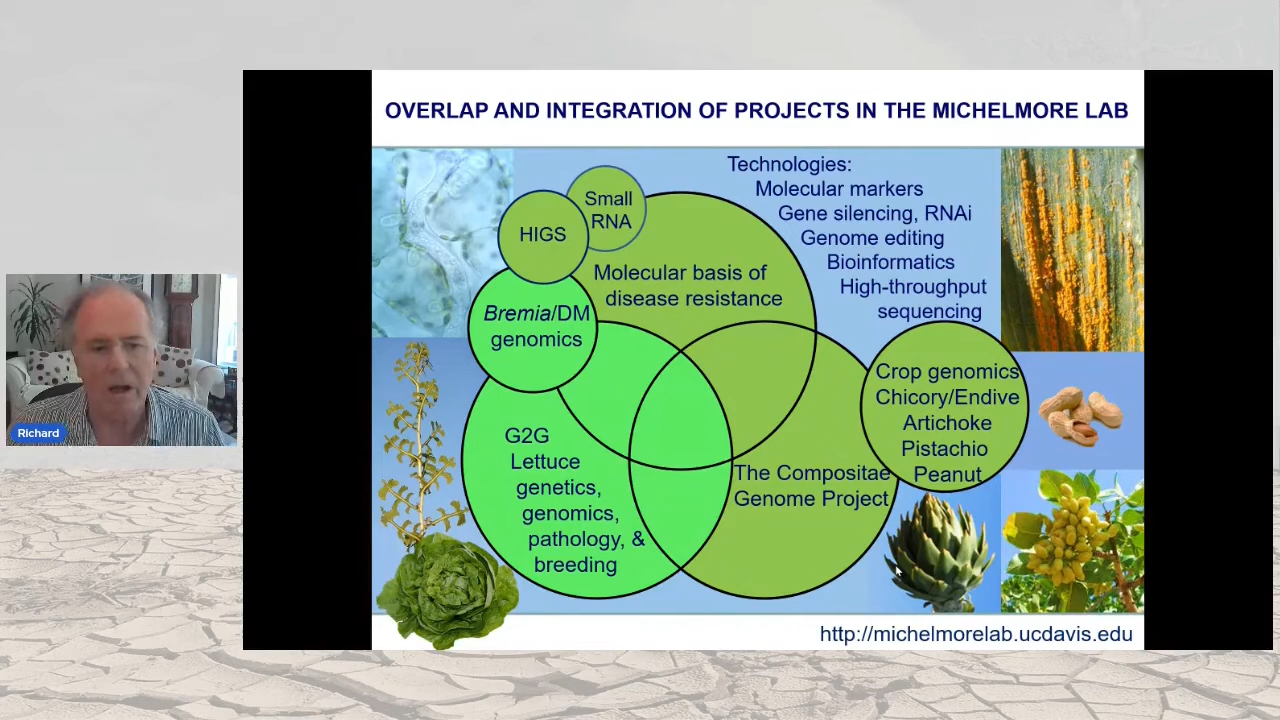 OVERLAP AND INTEGRATION OF PROJECTS IN THE MICHELMORE LAB
Technologies:
Molecular markers
Gene silencing, RNAi
Genome editing
Bioinformatics
High-throughput
sequencing
Small
RNA
HIGS
Molecular basis of
disease resistance
Bremia/DM
genomics
Crop genomics
Chicory/Endive
Artichoke
Pistachio
Peanut
G2G
Lettuce
genetics,
genomics,
pathology, &
breeding
The Compositae
Genome Project
Richard
http://michelmorelab.ucdavis.edu